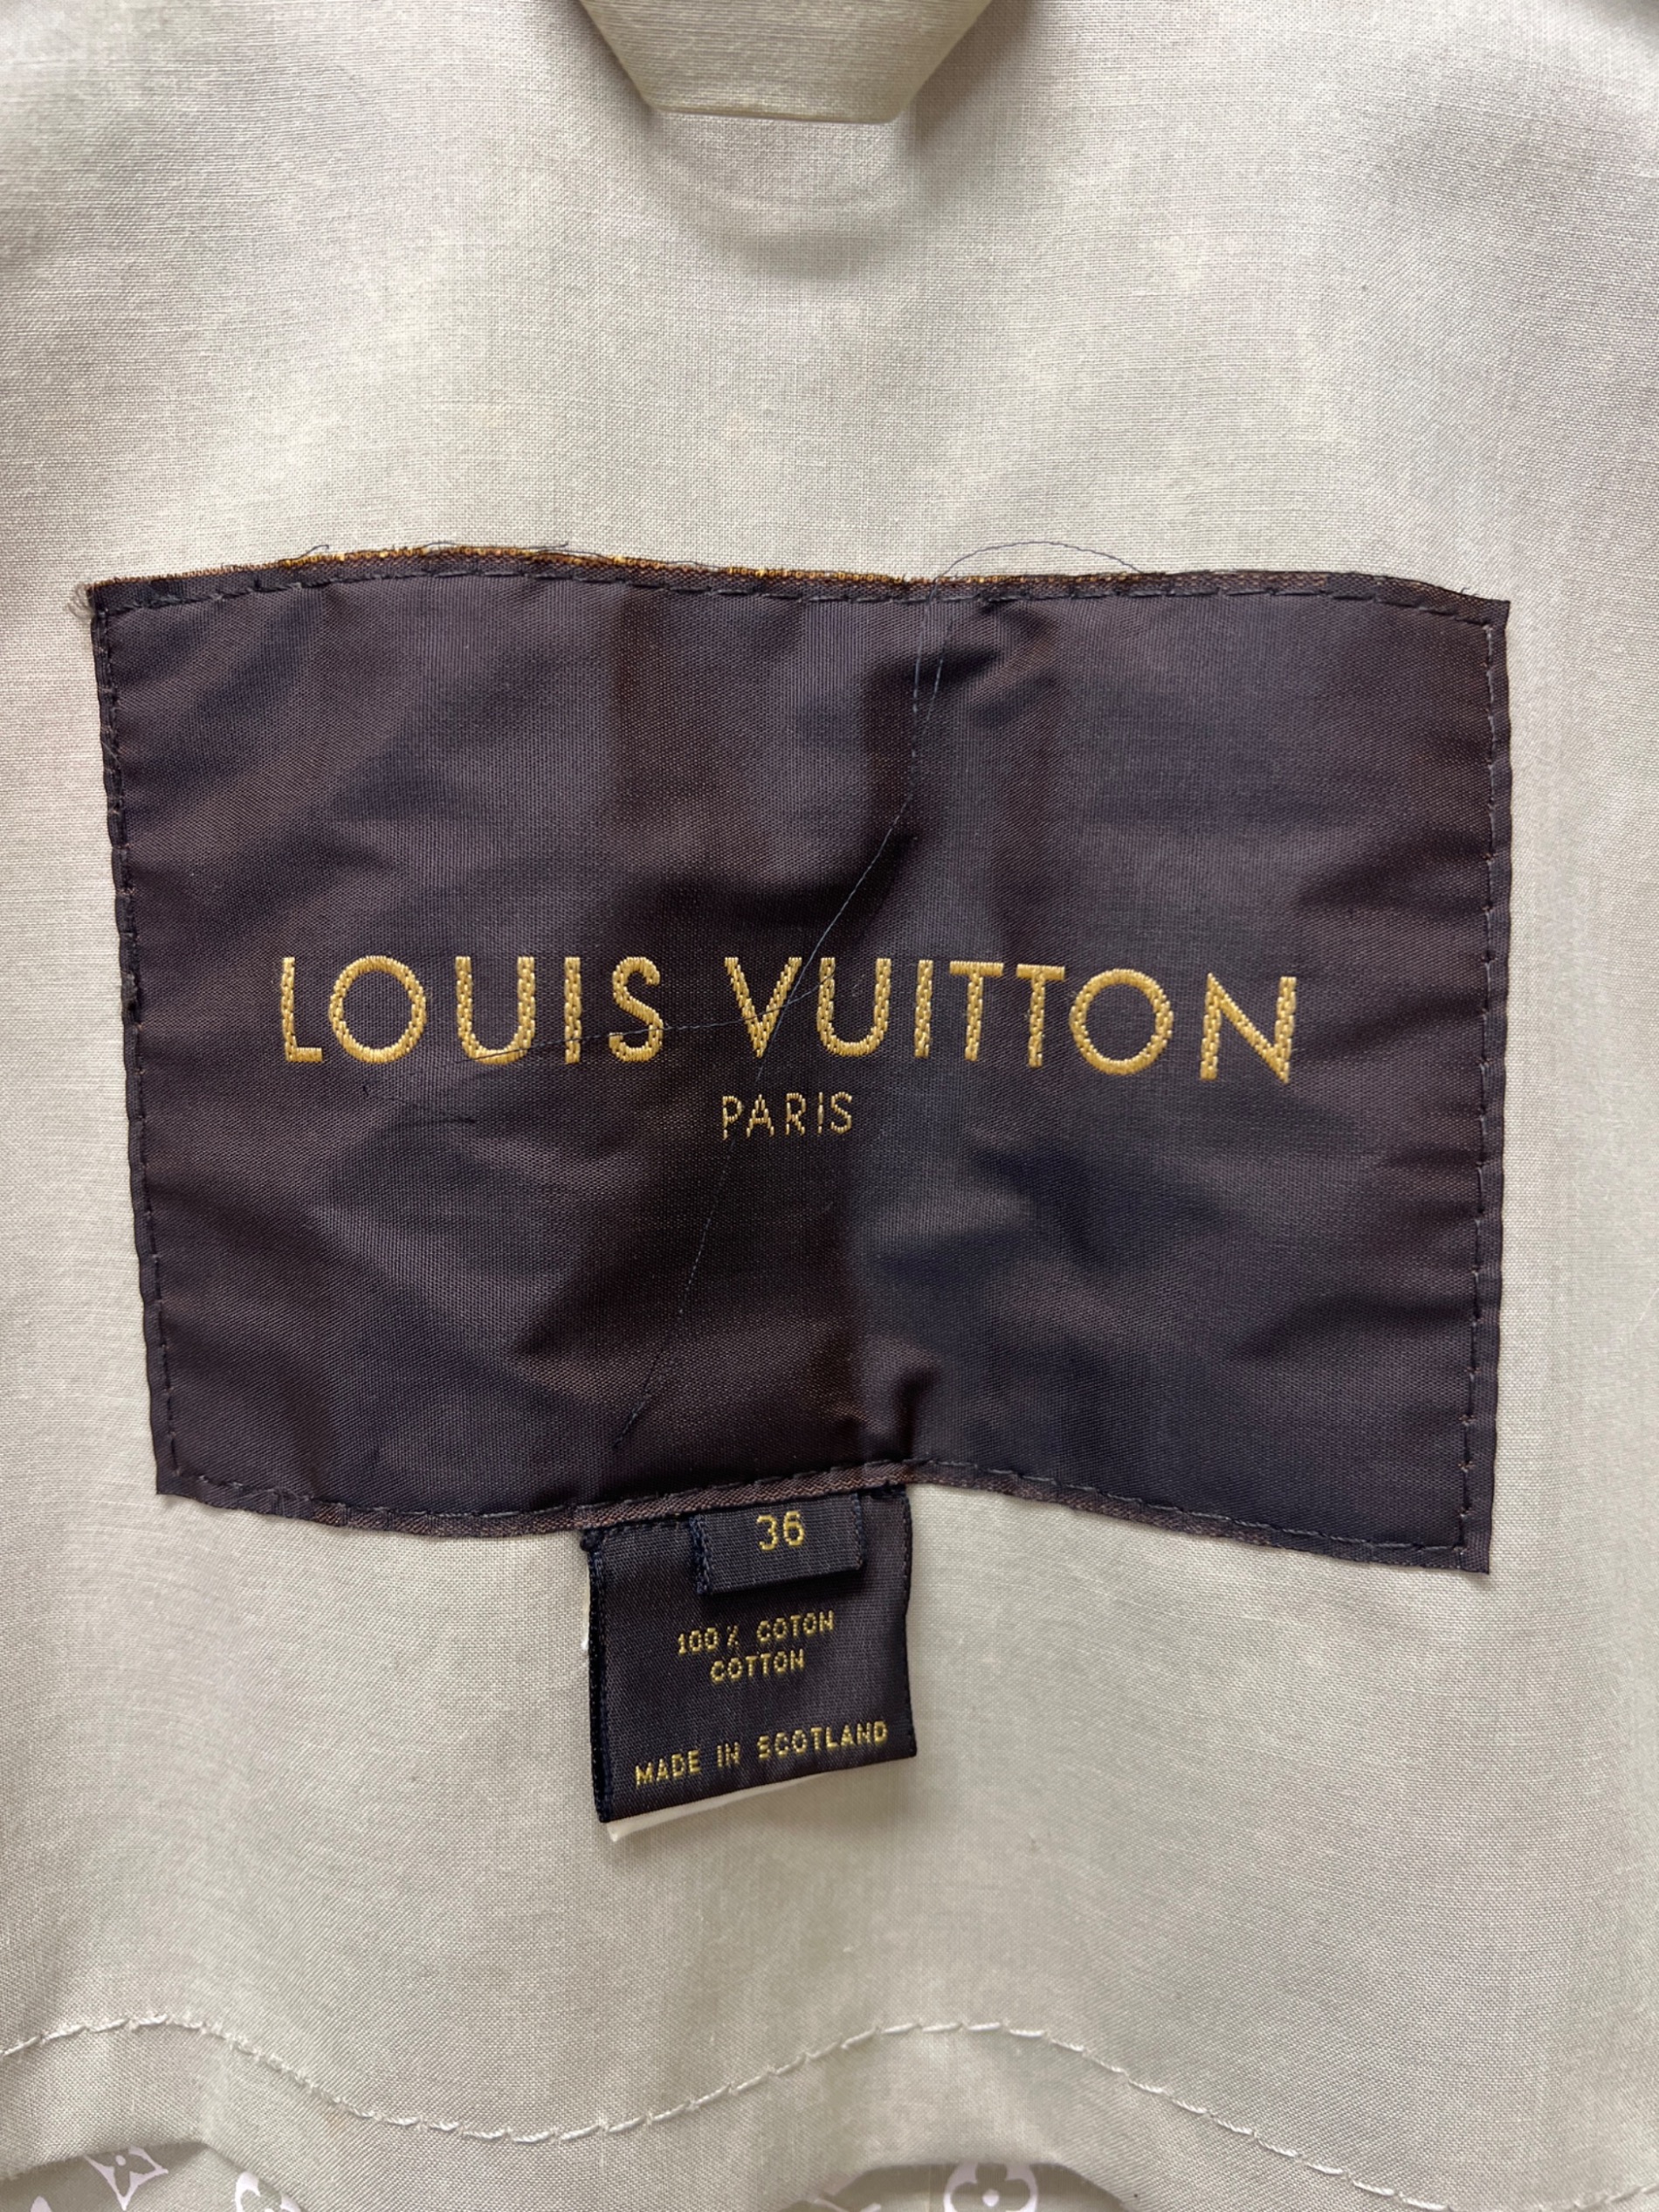 LOUIS VUITTON
PARIS
36
100% COTON
COTTON
MADE IN SCOTLAND